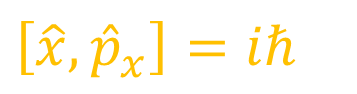 [x̂, p̂ₓ] = iℏ